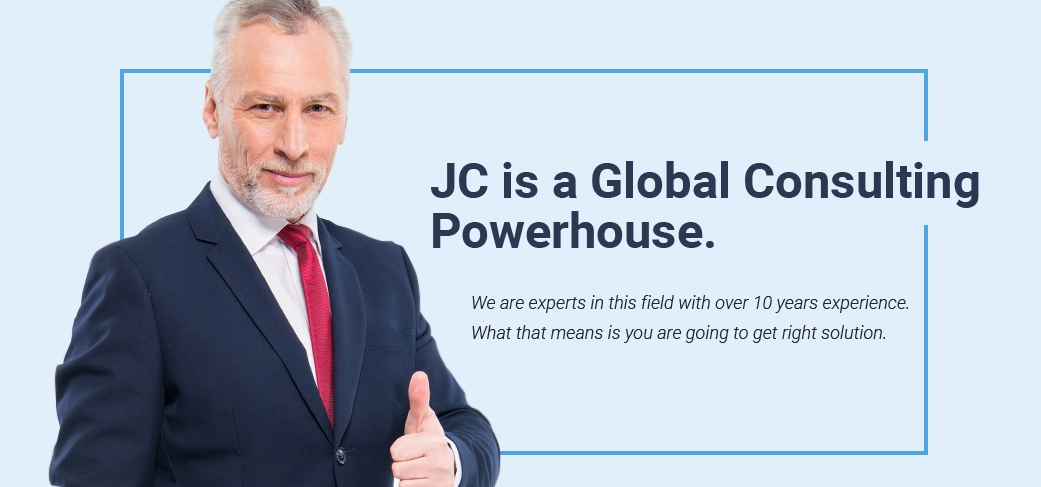 JC is a Global Consulting
Powerhouse.
We are experts in this field with over 10 years experience.
What that means is you are going to get right solution.